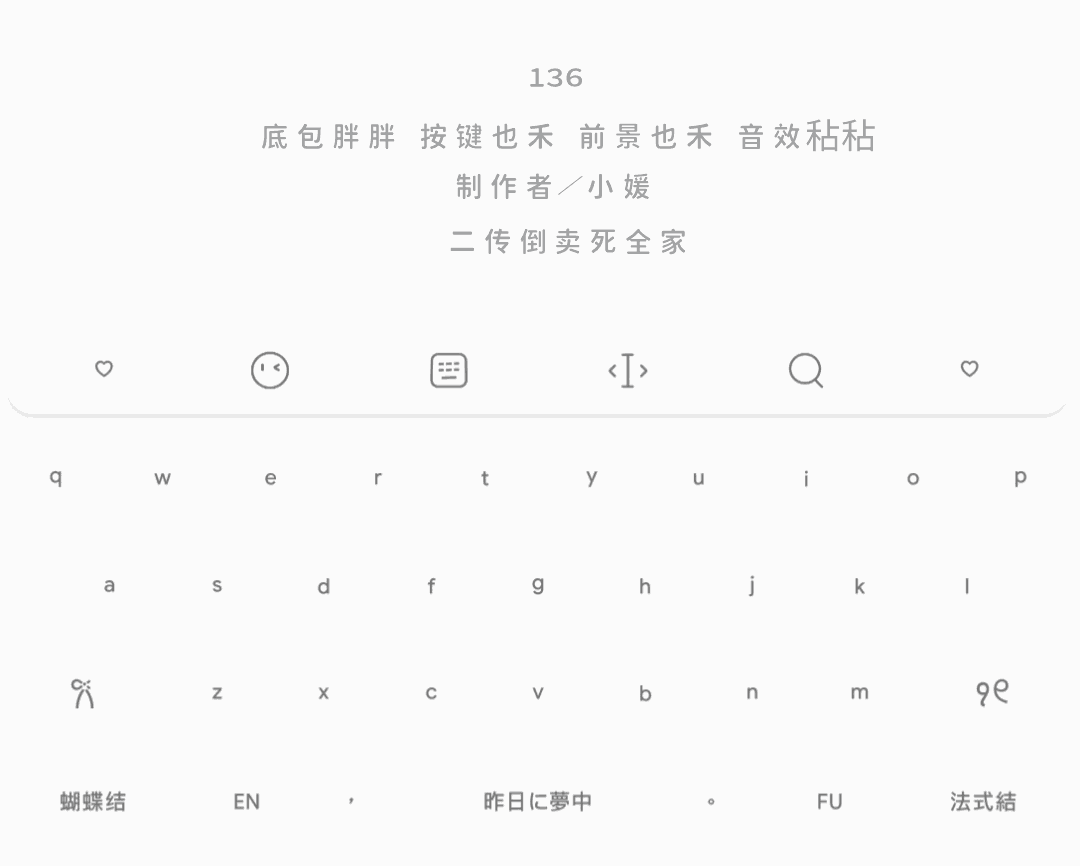 136
底包胖胖 按键也禾 前景也禾 音效秥秥
制作者／小媛
二传倒卖死全家
q w e r t y u i o p
a s d f g h j k l
z x c v b n m
蝴蝶结 EN ， 昨日に夢中 。 FU 法式結